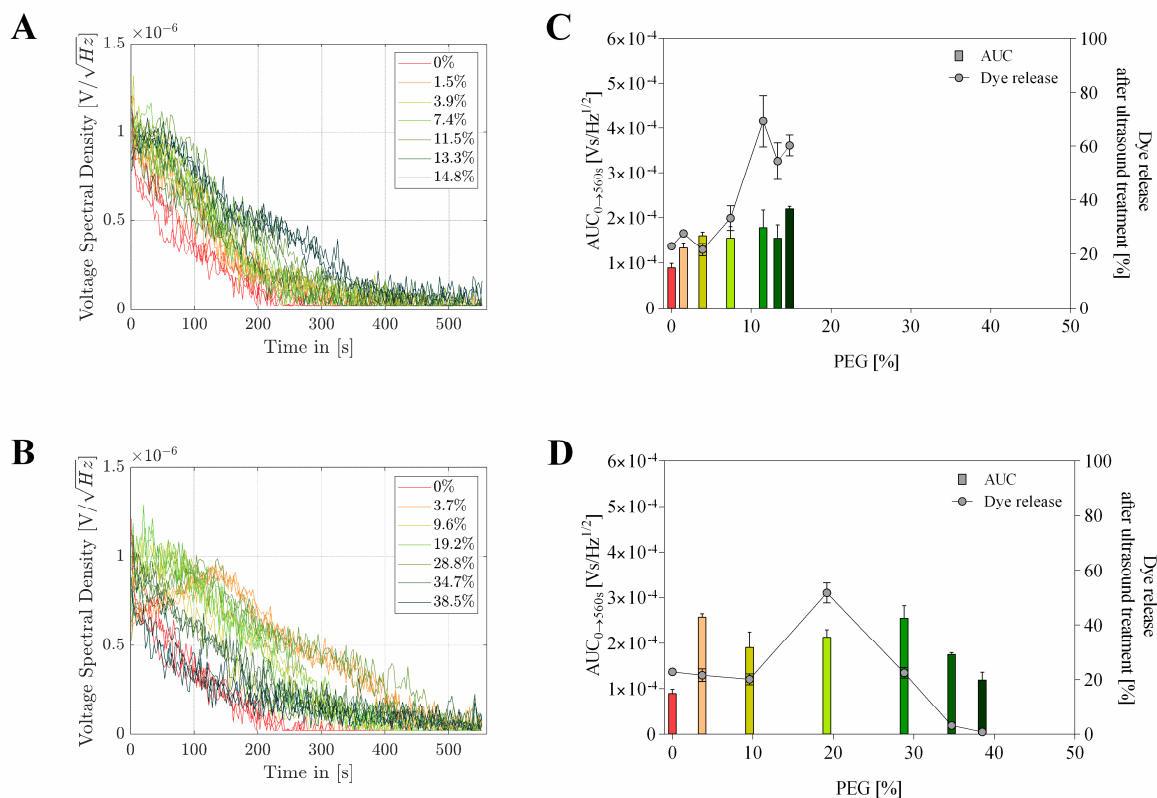 A
×10⁻⁶
Voltage Spectral Density [V/√Hz]
1.5
1
0.5
0
0 100 200 300 400 500
Time in [s]
0%
1.5%
3.9%
7.4%
11.5%
13.3%
14.8%
C
AUC0→560s [Vs/Hz1/2]
6×10-4
5×10-4
4×10-4
3×10-4
2×10-4
1×10-4
0
0 10 20 30 40 50
PEG [%]
AUC
Dye release
100
80
60
40
20
0
Dye release
after ultrasound treatment [%]
B
×10⁻⁶
Voltage Spectral Density [V/√Hz]
1.5
1
0.5
0
0 100 200 300 400 500
Time in [s]
0%
3.7%
9.6%
19.2%
28.8%
34.7%
38.5%
D
AUC0→560s [Vs/Hz1/2]
6×10-4
5×10-4
4×10-4
3×10-4
2×10-4
1×10-4
0
0 10 20 30 40 50
PEG [%]
AUC
Dye release
100
80
60
40
20
0
Dye release
after ultrasound treatment [%]